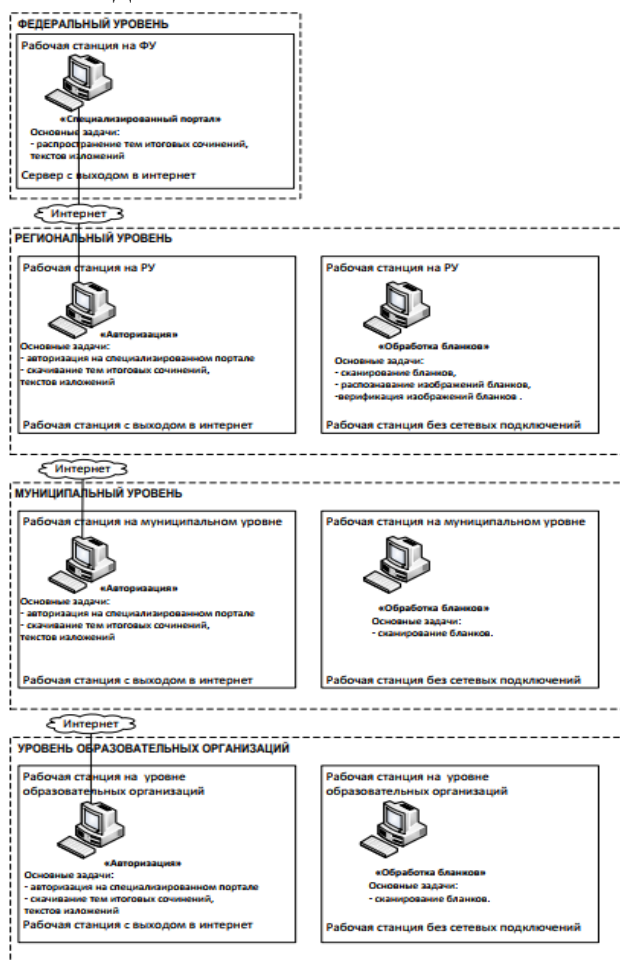 ФЕДЕРАЛЬНЫЙ УРОВЕНЬ
Рабочая станция на ФУ
«Специализированный портал»
Основные задачи:
- распространение тем итоговых сочинений,
текстов изложений
Сервер с выходом в интернет
Интернет
РЕГИОНАЛЬНЫЙ УРОВЕНЬ
Рабочая станция на РУ
«Авторизация»
Основные задачи:
- авторизация на специализированном портале
- скачивание тем итоговых сочинений,
текстов изложений
Рабочая станция с выходом в интернет
Рабочая станция на РУ
«Обработка бланков»
Основные задачи:
- сканирование бланков,
- распознавание изображений бланков,
-верификация изображений бланков .
Рабочая станция без сетевых подключений
Интернет
МУНИЦИПАЛЬНЫЙ УРОВЕНЬ
Рабочая станция на муниципальном уровне
«Авторизация»
Основные задачи:
- авторизация на специализированном портале
- скачивание тем итоговых сочинений,
текстов изложений
Рабочая станция с выходом в интернет
Рабочая станция на муниципальном уровне
«Обработка бланков»
Основные задачи:
- сканирование бланков.
Рабочая станция без сетевых подключений
Интернет
УРОВЕНЬ ОБРАЗОВАТЕЛЬНЫХ ОРГАНИЗАЦИЙ
Рабочая станция на уровне
образовательных организаций
«Авторизация»
Основные задачи:
- авторизация на специализированном портале
- скачивание тем итоговых сочинений,
текстов изложений
Рабочая станция с выходом в интернет
Рабочая станция на уровне
образовательных организаций
«Обработка бланков»
Основные задачи:
- сканирование бланков.
Рабочая станция без сетевых подключений